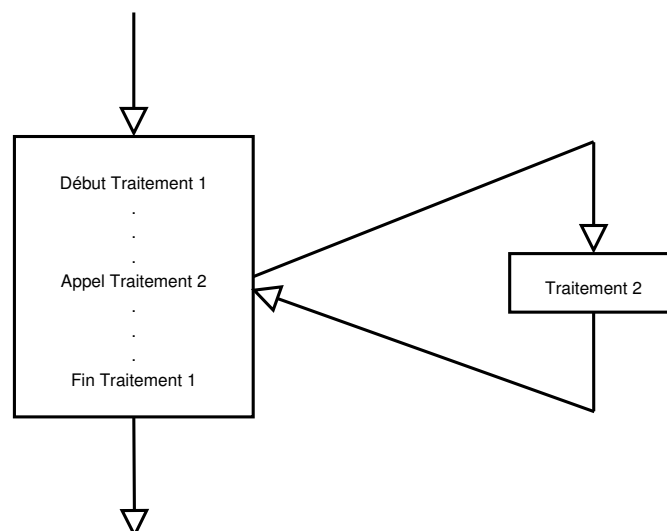 Début Traitement 1
.
.
.
Appel Traitement 2
.
.
.
Fin Traitement 1
Traitement 2